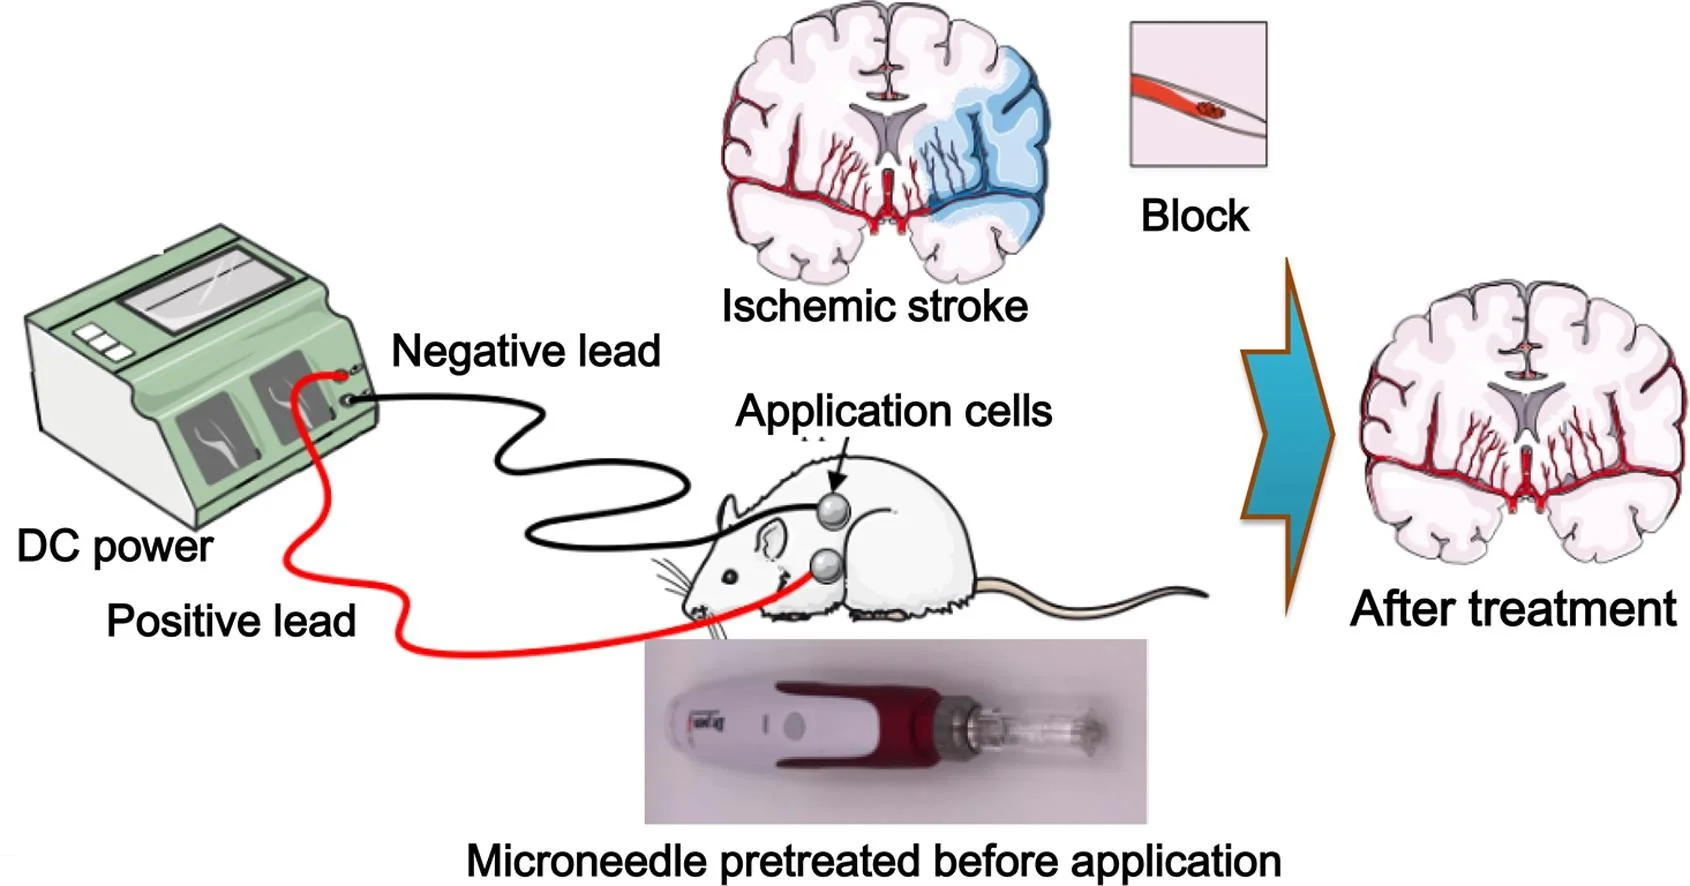 Ischemic stroke
Block
Negative lead
Application cells
DC power
Positive lead
After treatment
Microneedle pretreated before application